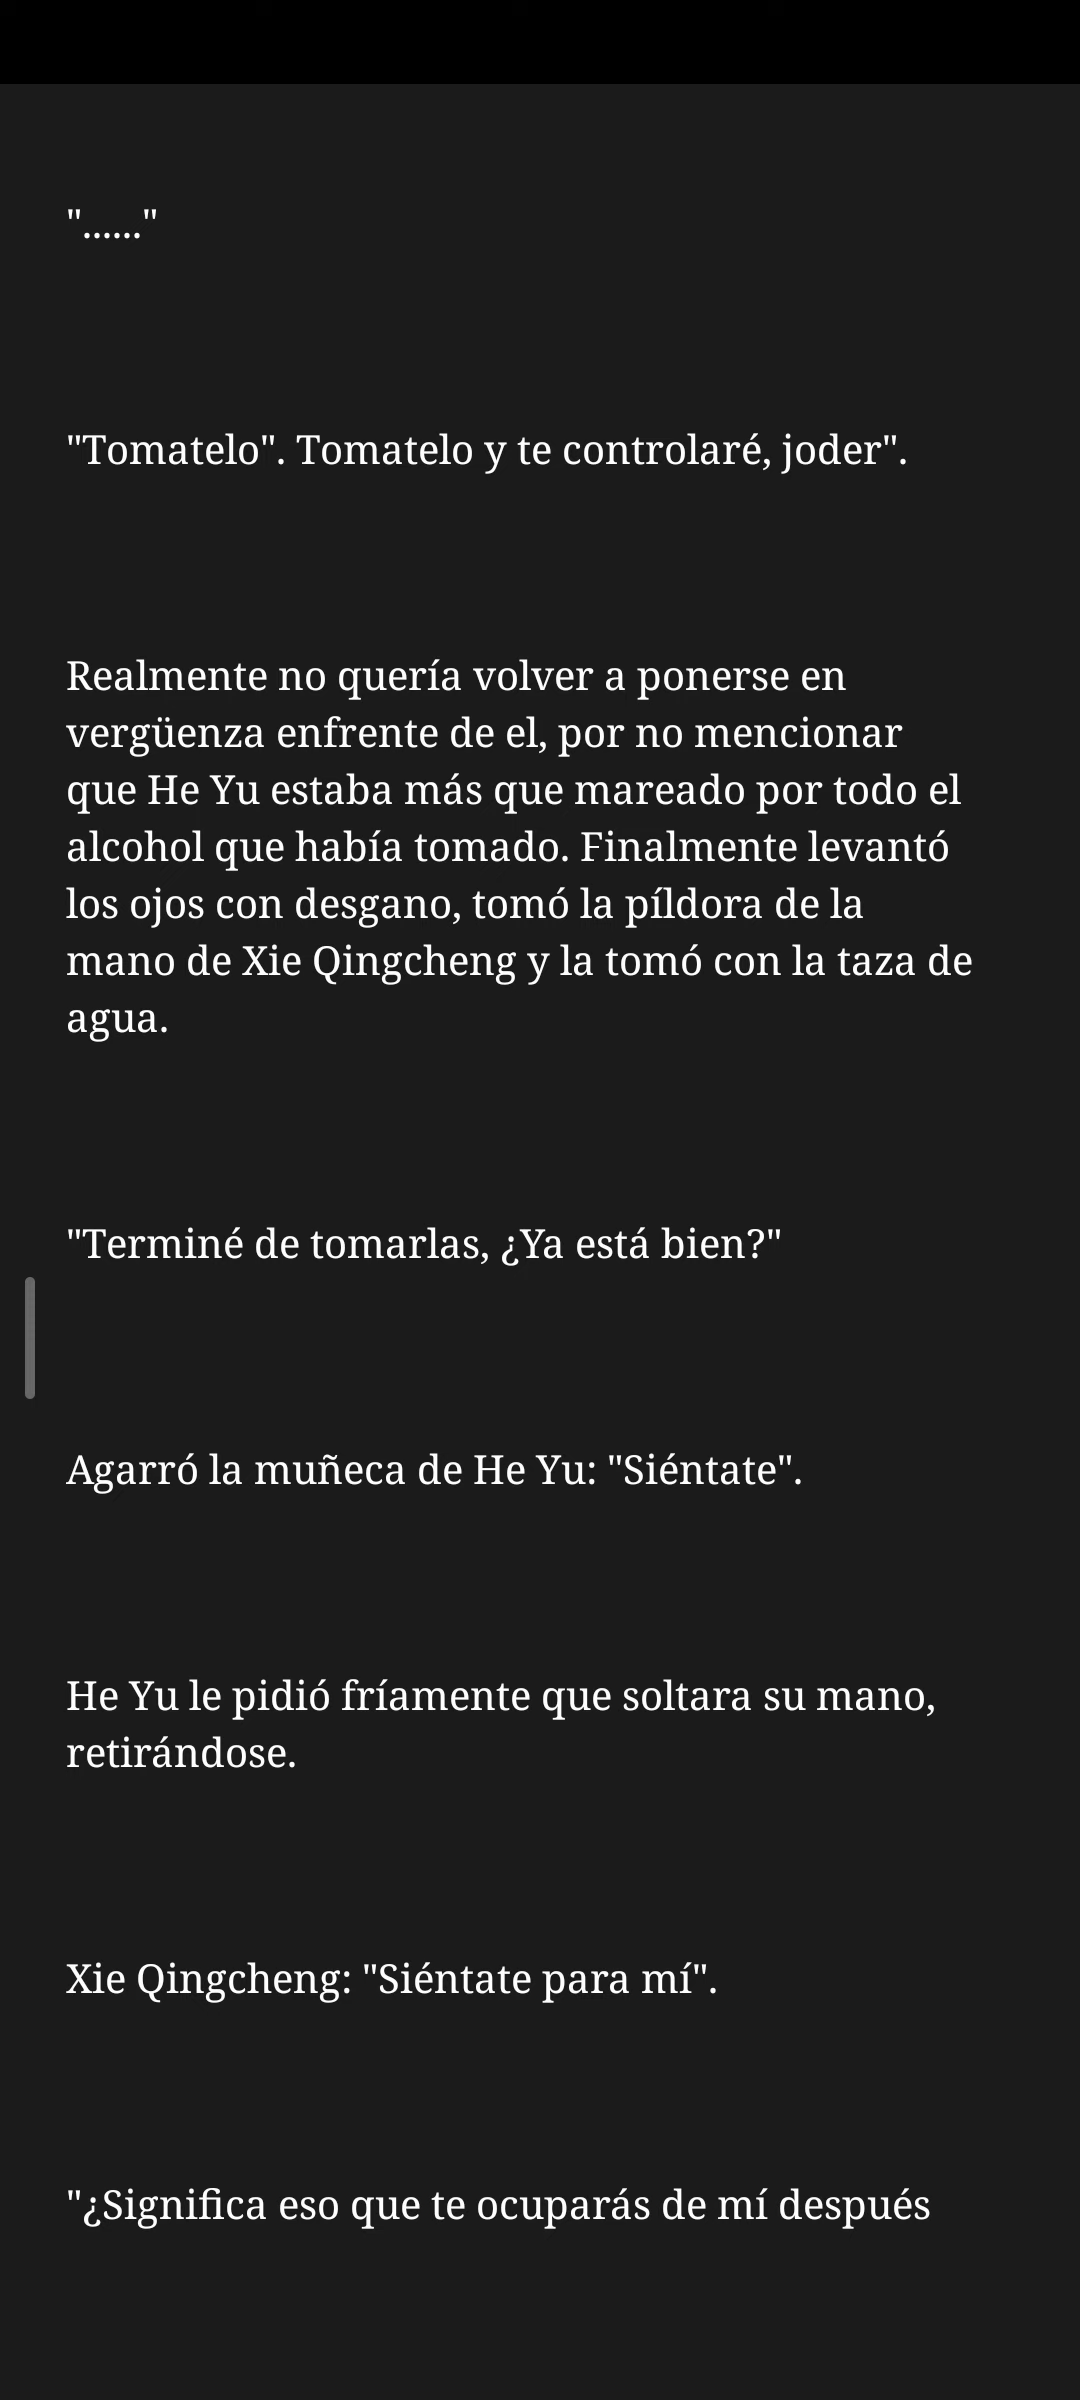 "......"
"Tomatelo". Tomatelo y te controlaré, joder".
Realmente no quería volver a ponerse en
vergüenza enfrente de el, por no mencionar
que He Yu estaba más que mareado por todo el
alcohol que había tomado. Finalmente levantó
los ojos con desgano, tomó la píldora de la
mano de Xie Qingcheng y la tomó con la taza de
agua.
"Terminé de tomarlas, ¿Ya está bien?"
Agarró la muñeca de He Yu: "Siéntate".
He Yu le pidió fríamente que soltara su mano,
retirándose.
Xie Qingcheng: "Siéntate para mí".
"¿Significa eso que te ocuparás de mí después